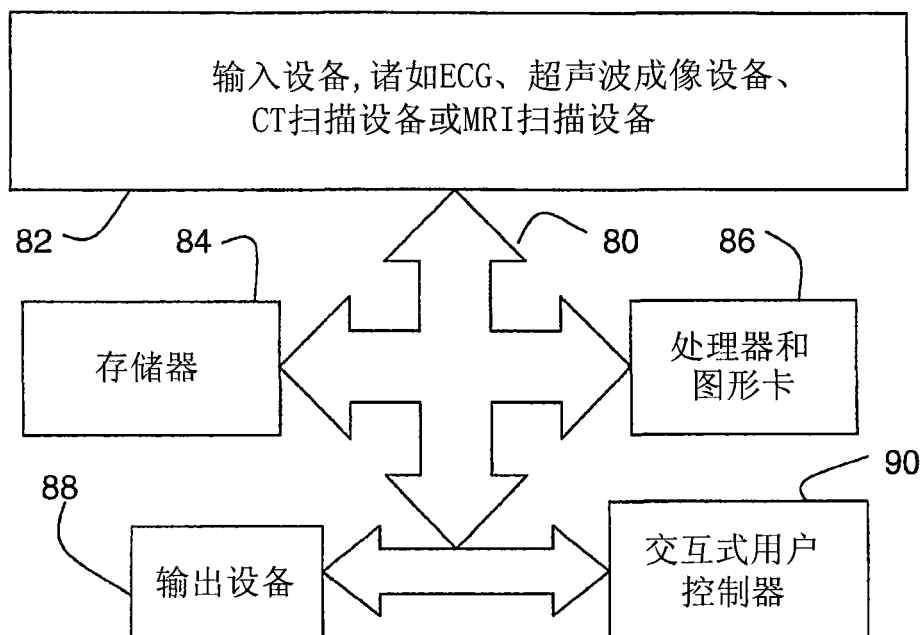 输入设备,诸如ECG、超声波成像设备、
CT扫描设备或MRI扫描设备
82
84
80
86
存储器
处理器和
图形卡
88
90
输出设备
交互式用户
控制器